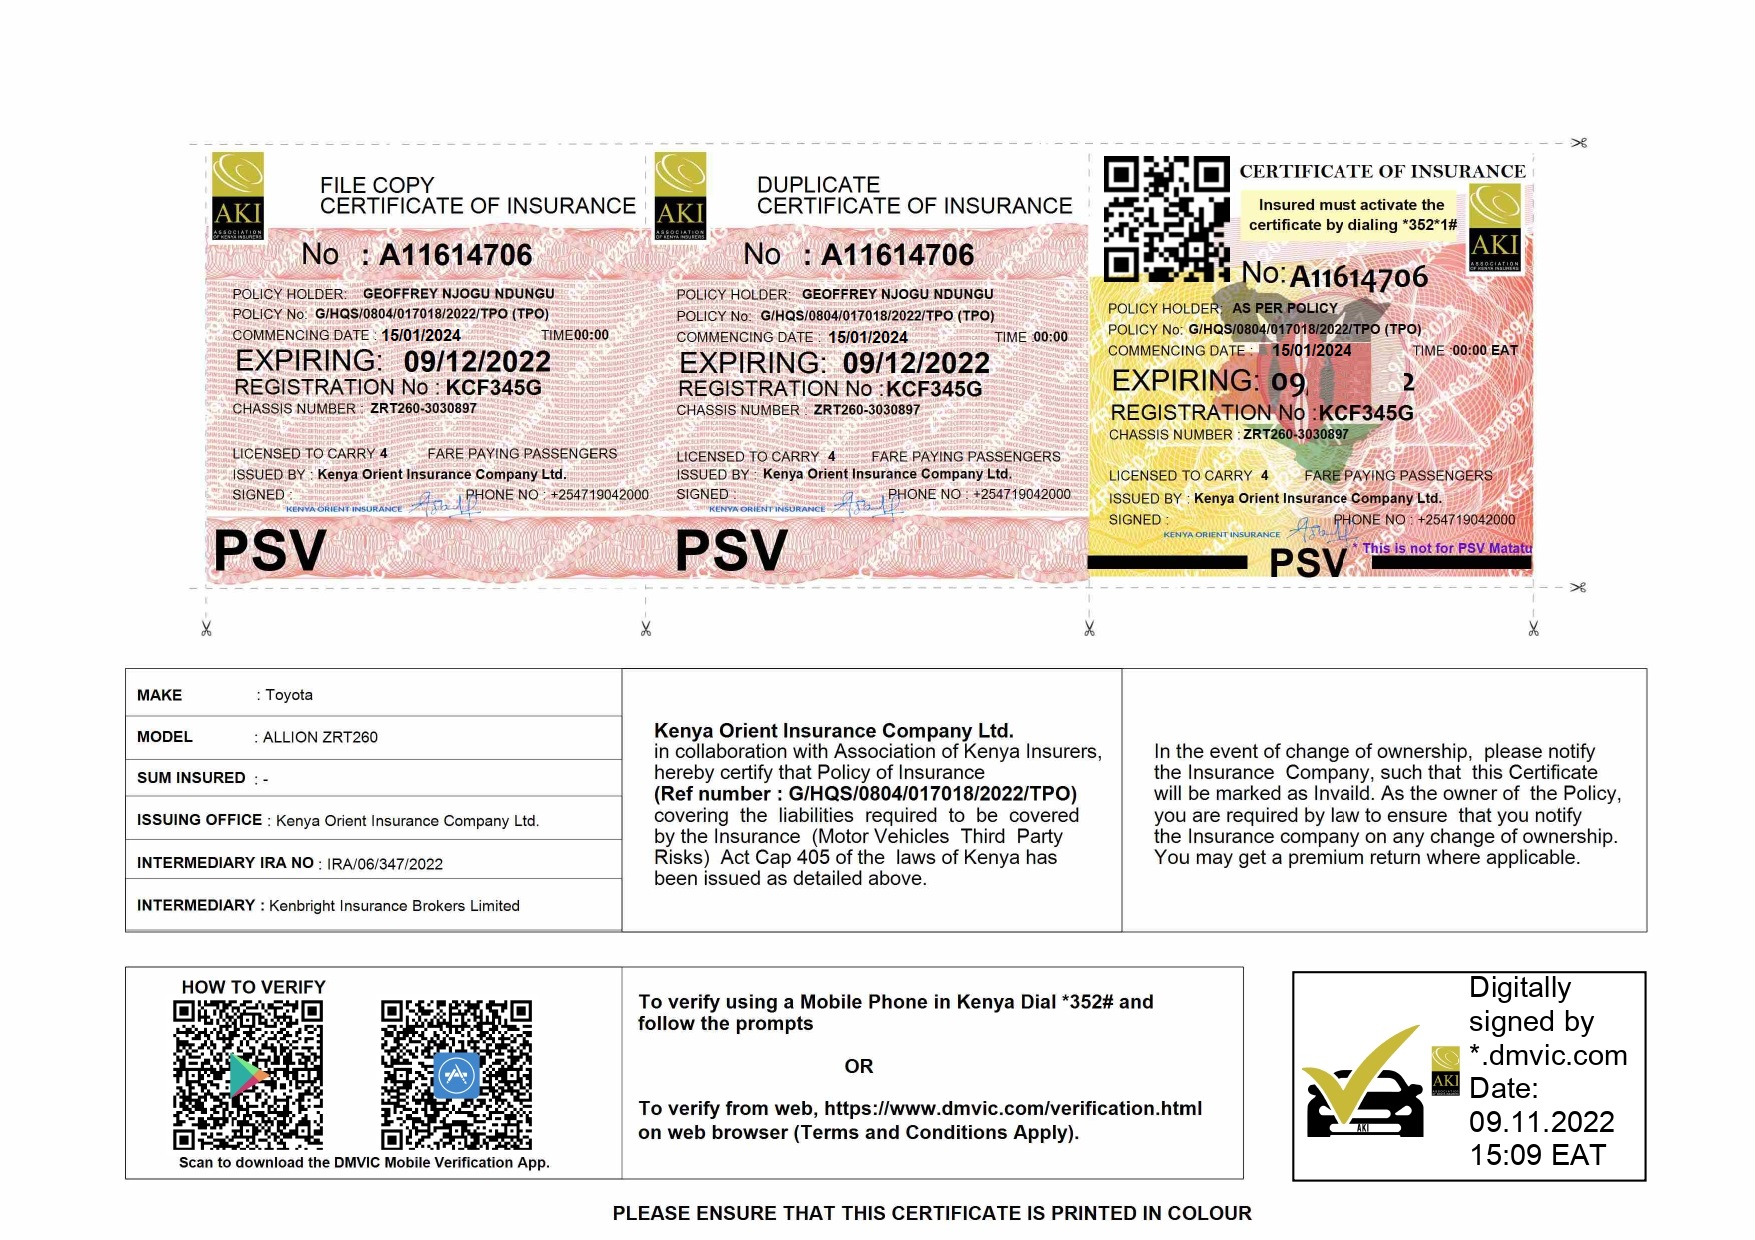 AKI
ASSOCIATION
OF KENYA INSURERS
FILE COPY
CERTIFICATE OF INSURANCE
No : A11614706
POLICY HOLDER: GEOFFREY NJOGU NDUNGU
POLICY No: G/HQS/0804/017018/2022/TPO (TPO)
COMMENCING DATE : 15/01/2024 TIME00:00
EXPIRING: 09/12/2022
REGISTRATION No : KCF345G
CHASSIS NUMBER : ZRT260-3030897
LICENSED TO CARRY 4 FARE PAYING PASSENGERS
ISSUED BY : Kenya Orient Insurance Company Ltd.
SIGNED : PHONE NO : +254719042000
KENYA ORIENT INSURANCE
PSV
AKI
ASSOCIATION
OF KENYA INSURERS
DUPLICATE
CERTIFICATE OF INSURANCE
No : A11614706
POLICY HOLDER: GEOFFREY NJOGU NDUNGU
POLICY No: G/HQS/0804/017018/2022/TPO (TPO)
COMMENCING DATE : 15/01/2024 TIME :00:00
EXPIRING: 09/12/2022
REGISTRATION No :KCF345G
CHASSIS NUMBER : ZRT260-3030897
LICENSED TO CARRY 4 FARE PAYING PASSENGERS
ISSUED BY : Kenya Orient Insurance Company Ltd.
SIGNED : PHONE NO : +254719042000
KENYA ORIENT INSURANCE
PSV
CERTIFICATE OF INSURANCE
Insured must activate the
certificate by dialing *352*1#
AKI
ASSOCIATION
OF KENYA INSURERS
No: A11614706
POLICY HOLDER: AS PER POLICY
POLICY No: G/HQS/0804/017018/2022/TPO (TPO)
COMMENCING DATE : 15/01/2024 TIME :00:00 EAT
EXPIRING: 09 2
REGISTRATION No :KCF345G
CHASSIS NUMBER : ZRT260-3030897
LICENSED TO CARRY 4 FARE PAYING PASSENGERS
ISSUED BY : Kenya Orient Insurance Company Ltd.
SIGNED : PHONE NO : +254719042000
KENYA ORIENT INSURANCE
* This is not for PSV Matatu
PSV
MAKE : Toyota
MODEL : ALLION ZRT260
SUM INSURED : -
ISSUING OFFICE : Kenya Orient Insurance Company Ltd.
INTERMEDIARY IRA NO : IRA/06/347/2022
INTERMEDIARY : Kenbright Insurance Brokers Limited
Kenya Orient Insurance Company Ltd.
in collaboration with Association of Kenya Insurers,
hereby certify that Policy of Insurance
(Ref number : G/HQS/0804/017018/2022/TPO)
covering the liabilities required to be covered
by the Insurance (Motor Vehicles Third Party
Risks) Act Cap 405 of the laws of Kenya has
been issued as detailed above.
In the event of change of ownership, please notify
the Insurance Company, such that this Certificate
will be marked as Invaild. As the owner of the Policy,
you are required by law to ensure that you notify
the Insurance company on any change of ownership.
You may get a premium return where applicable.
HOW TO VERIFY
Scan to download the DMVIC Mobile Verification App.
To verify using a Mobile Phone in Kenya Dial *352# and
follow the prompts
OR
To verify from web, https://www.dmvic.com/verification.html
on web browser (Terms and Conditions Apply).
AKI
AKI
Digitally
signed by
*.dmvic.com
Date:
09.11.2022
15:09 EAT
PLEASE ENSURE THAT THIS CERTIFICATE IS PRINTED IN COLOUR